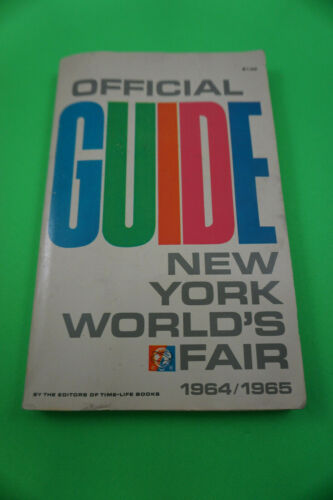 OFFICIAL
GUIDE
NEW
YORK
WORLD'S
FAIR
1964/1965
BY THE EDITORS OF TIME-LIFE BOOKS